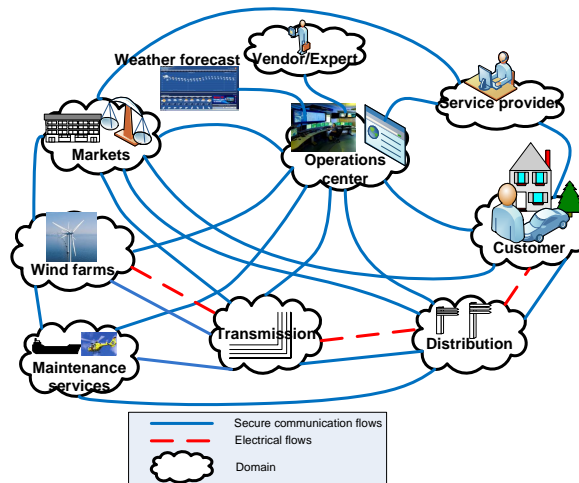 Weather forecast
Vendor/Expert
Service provider
Markets
Operations
center
Customer
Wind farms
Transmission
Distribution
Maintenance
services
Secure communication flows
Electrical flows
Domain